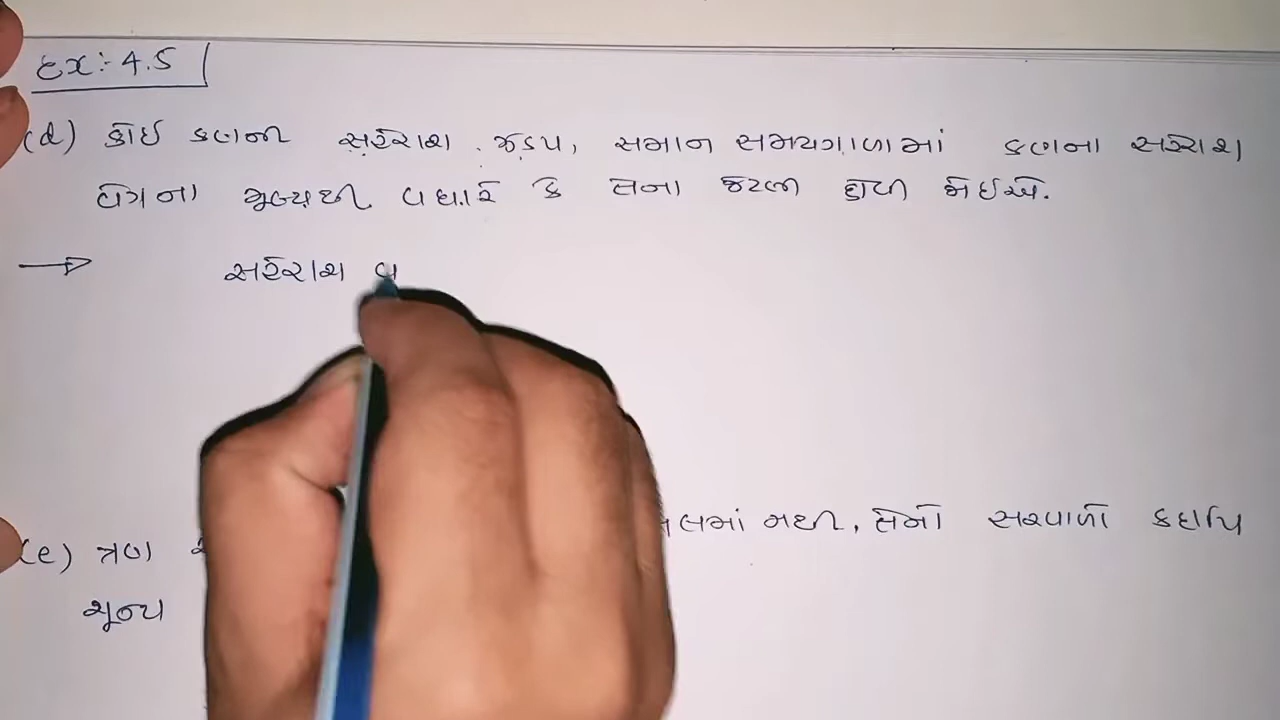 Ex:- 4.5
(d) કોઇ કણની સરેરાશ ઝડપ, સમાન સમયગાળામાં કણના સરેરાશ
વેગના મૂલ્યથી વધારે કે તેના જેટલી હોવી જોઇએ.
→ સરેરાશ વ
(e) ત્રણ લમાં નથી, તેનો સરવાળો કદાપિ
શૂન્ય